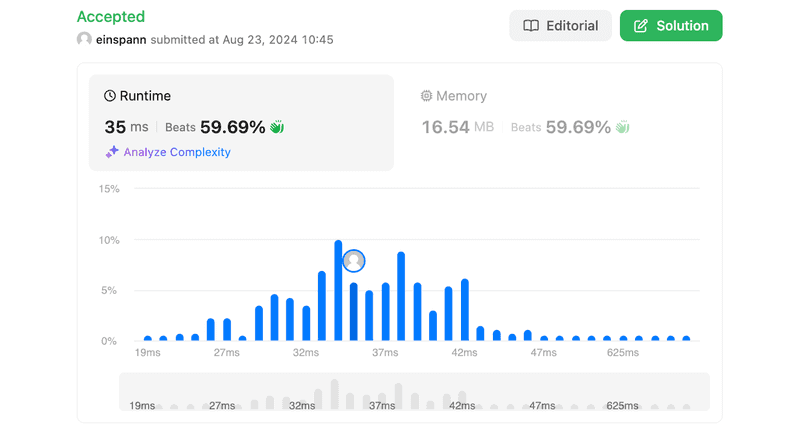 Accepted
Editorial
Solution
einspann submitted at Aug 23, 2024 10:45
Runtime
35 ms Beats 59.69%
Analyze Complexity
Memory
16.54 MB Beats 59.69%
15%
10%
5%
0%
19ms 27ms 32ms 37ms 42ms 47ms 625ms
19ms 27ms 32ms 37ms 42ms 47ms 625ms